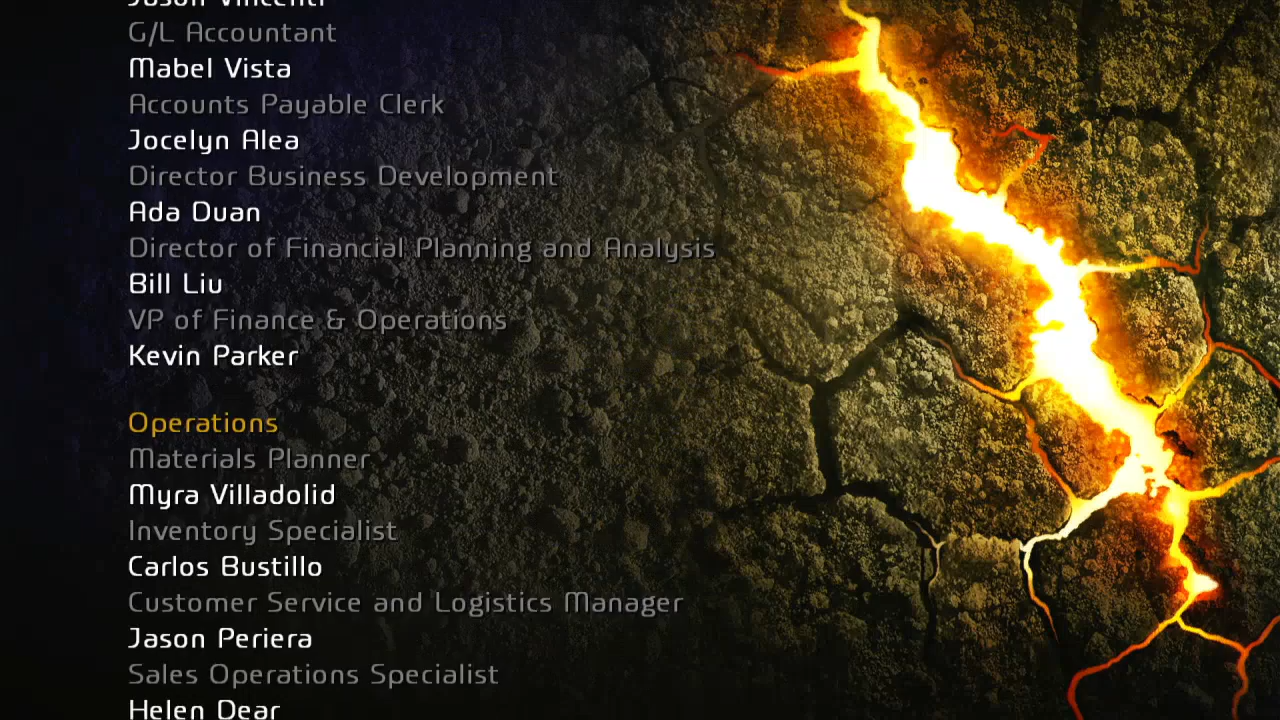 Jason Vincenti
G/L Accountant
Mabel Vista
Accounts Payable Clerk
Jocelyn Alea
Director Business Development
Ada Duan
Director of Financial Planning and Analysis
Bill Liu
VP of Finance & Operations
Kevin Parker
Operations
Materials Planner
Myra Villadolid
Inventory Specialist
Carlos Bustillo
Customer Service and Logistics Manager
Jason Periera
Sales Operations Specialist
Helen Dear